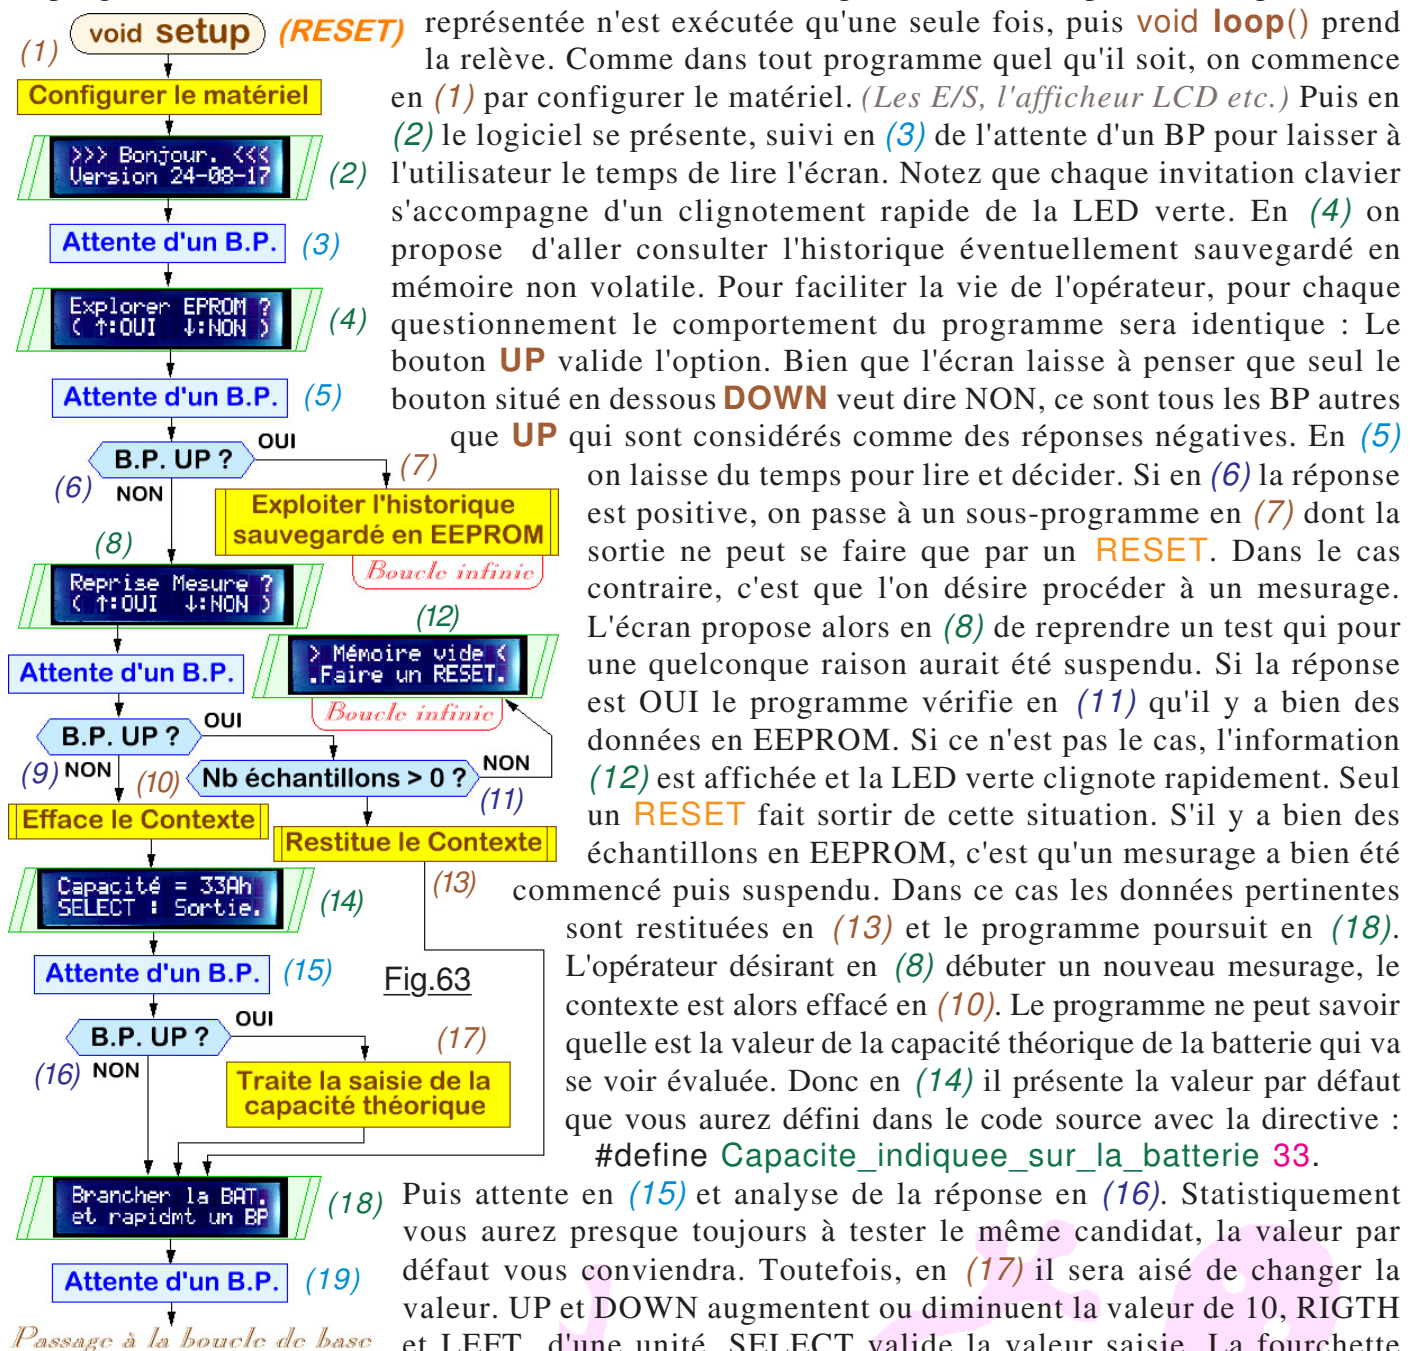 void setup (RESET)
(1)
Configurer le matériel
>>> Bonjour. <<<
Version 24-08-17
(2)
Attente d'un B.P. (3)
Explorer EPROM ?
( ↑:OUI ↓:NON )
(4)
Attente d'un B.P. (5)
B.P. UP ?
OUI
(6) NON
(7)
Exploiter l'historique
sauvegardé en EEPROM
Boucle infinie
(8)
Reprise Mesure ?
( ↑:OUI ↓:NON )
Attente d'un B.P.
(12)
> Mémoire vide <
.Faire un RESET.
Boucle infinie
B.P. UP ?
OUI
(9) NON
(10)
Nb échantillons > 0 ?
NON
(11)
Efface le Contexte
Restitue le Contexte
(13)
Capacité = 33Ah
SELECT : Sortie.
(14)
Attente d'un B.P. (15)
Fig.63
B.P. UP ?
OUI
(16) NON
(17)
Traite la saisie de la
capacité théorique
Brancher la BAT.
et rapidmt un BP
(18)
Attente d'un B.P. (19)
Passage à la boucle de base
représentée n'est exécutée qu'une seule fois, puis void loop() prend
la relève. Comme dans tout programme quel qu'il soit, on commence
en (1) par configurer le matériel. (Les E/S, l'afficheur LCD etc.) Puis en
(2) le logiciel se présente, suivi en (3) de l'attente d'un BP pour laisser à
l'utilisateur le temps de lire l'écran. Notez que chaque invitation clavier
s'accompagne d'un clignotement rapide de la LED verte. En (4) on
propose d'aller consulter l'historique éventuellement sauvegardé en
mémoire non volatile. Pour faciliter la vie de l'opérateur, pour chaque
questionnement le comportement du programme sera identique : Le
bouton UP valide l'option. Bien que l'écran laisse à penser que seul le
bouton situé en dessous DOWN veut dire NON, ce sont tous les BP autres
que UP qui sont considérés comme des réponses négatives. En (5)
on laisse du temps pour lire et décider. Si en (6) la réponse
est positive, on passe à un sous-programme en (7) dont la
sortie ne peut se faire que par un RESET. Dans le cas
contraire, c'est que l'on désire procéder à un mesurage.
L'écran propose alors en (8) de reprendre un test qui pour
une quelconque raison aurait été suspendu. Si la réponse
est OUI le programme vérifie en (11) qu'il y a bien des
données en EEPROM. Si ce n'est pas le cas, l'information
(12) est affichée et la LED verte clignote rapidement. Seul
un RESET fait sortir de cette situation. S'il y a bien des
échantillons en EEPROM, c'est qu'un mesurage a bien été
commencé puis suspendu. Dans ce cas les données pertinentes
sont restituées en (13) et le programme poursuit en (18).
L'opérateur désirant en (8) débuter un nouveau mesurage, le
contexte est alors effacé en (10). Le programme ne peut savoir
quelle est la valeur de la capacité théorique de la batterie qui va
se voir évaluée. Donc en (14) il présente la valeur par défaut
que vous aurez défini dans le code source avec la directive :
#define Capacite_indiquee_sur_la_batterie 33.
Puis attente en (15) et analyse de la réponse en (16). Statistiquement
vous aurez presque toujours à tester le même candidat, la valeur par
défaut vous conviendra. Toutefois, en (17) il sera aisé de changer la
valeur. UP et DOWN augmentent ou diminuent la valeur de 10, RIGTH
et LEFT d'une unité. SELECT valide la valeur saisie. La fourchette